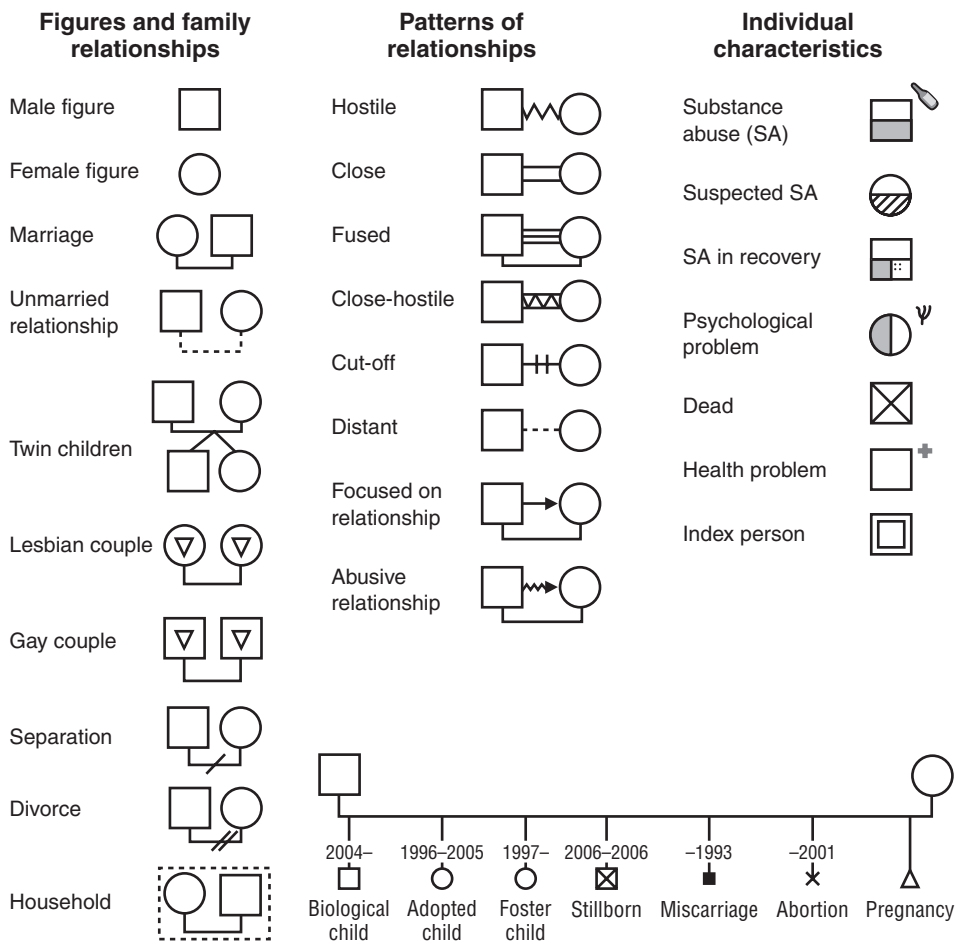 Figures and family
relationships
Male figure
Female figure
Marriage
Unmarried
relationship
Twin children
Lesbian couple
Gay couple
Separation
Divorce
Household
Patterns of
relationships
Hostile
Close
Fused
Close-hostile
Cut-off
Distant
Focused on
relationship
Abusive
relationship
Individual
characteristics
Substance
abuse (SA)
Suspected SA
SA in recovery
Psychological
problem
Dead
Health problem
Index person
2004– 1996–2005 1997– 2006–2006 –1993 –2001
Biological Adopted Foster Stillborn Miscarriage Abortion Pregnancy
child child child